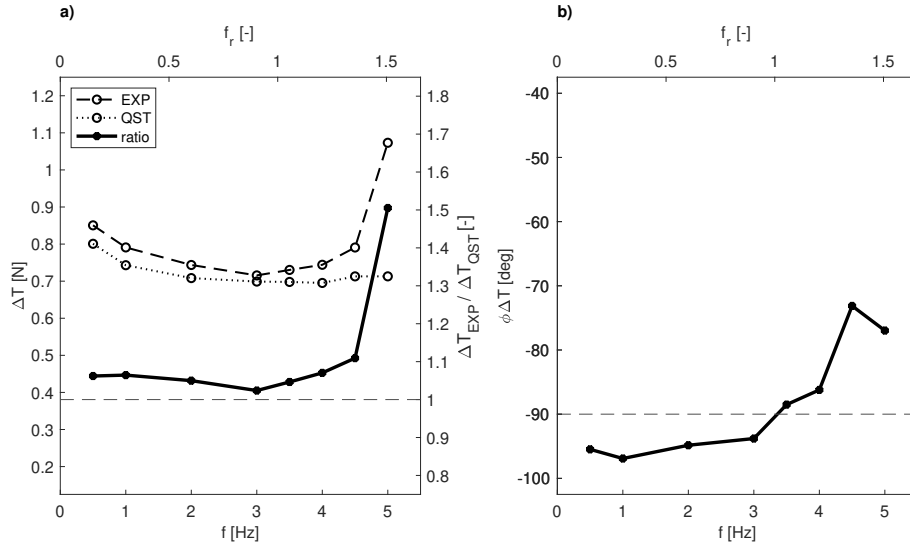 a)
f_r [-]
0 0.5 1 1.5
1.2
1.1
1
0.9
0.8
0.7
0.6
0.5
0.4
0.3
0.2
ΔT [N]
EXP
QST
ratio
1.8
1.7
1.6
1.5
1.4
1.3
1.2
1.1
1
0.9
0.8
ΔT_EXP / ΔT_QST [-]
0 1 2 3 4 5
f [Hz]
b)
f_r [-]
0 0.5 1 1.5
-40
-50
-60
-70
-80
-90
-100
ϕ ΔT [deg]
0 1 2 3 4 5
f [Hz]